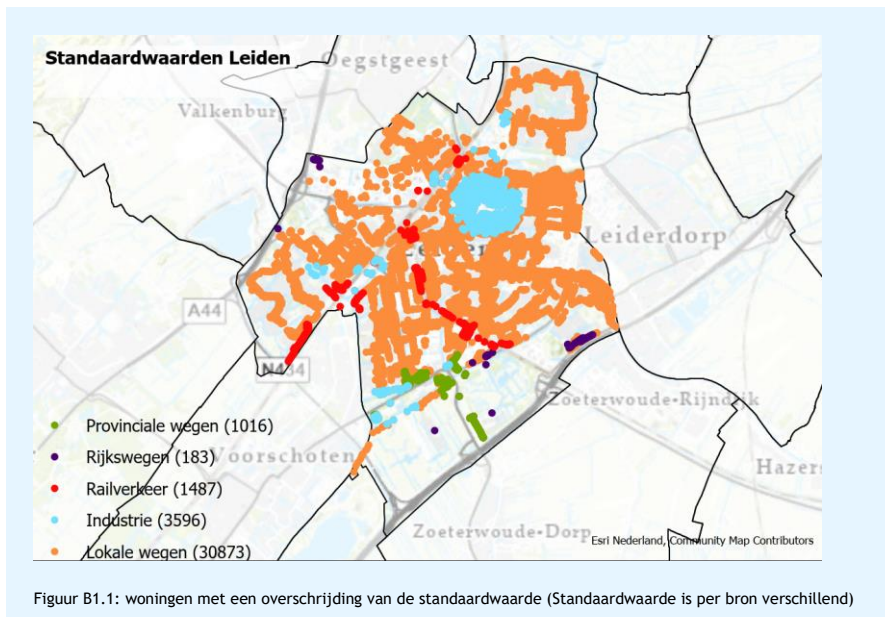 Standaardwaarden Leiden
Oegstgeest
Valkenburg
Leiderdorp
A44
N434
Zoeterwoude-Rijndijk
Provinciale wegen (1016)
Rijkswegen (183)
Voorschoten
Railverkeer (1487)
Hazers
Industrie (3596)
Zoeterwoude-Dorp
Esri Nederland, Community Map Contributors
Lokale wegen (30873)
Figuur B1.1: woningen met een overschrijding van de standaardwaarde (Standaardwaarde is per bron verschillend)